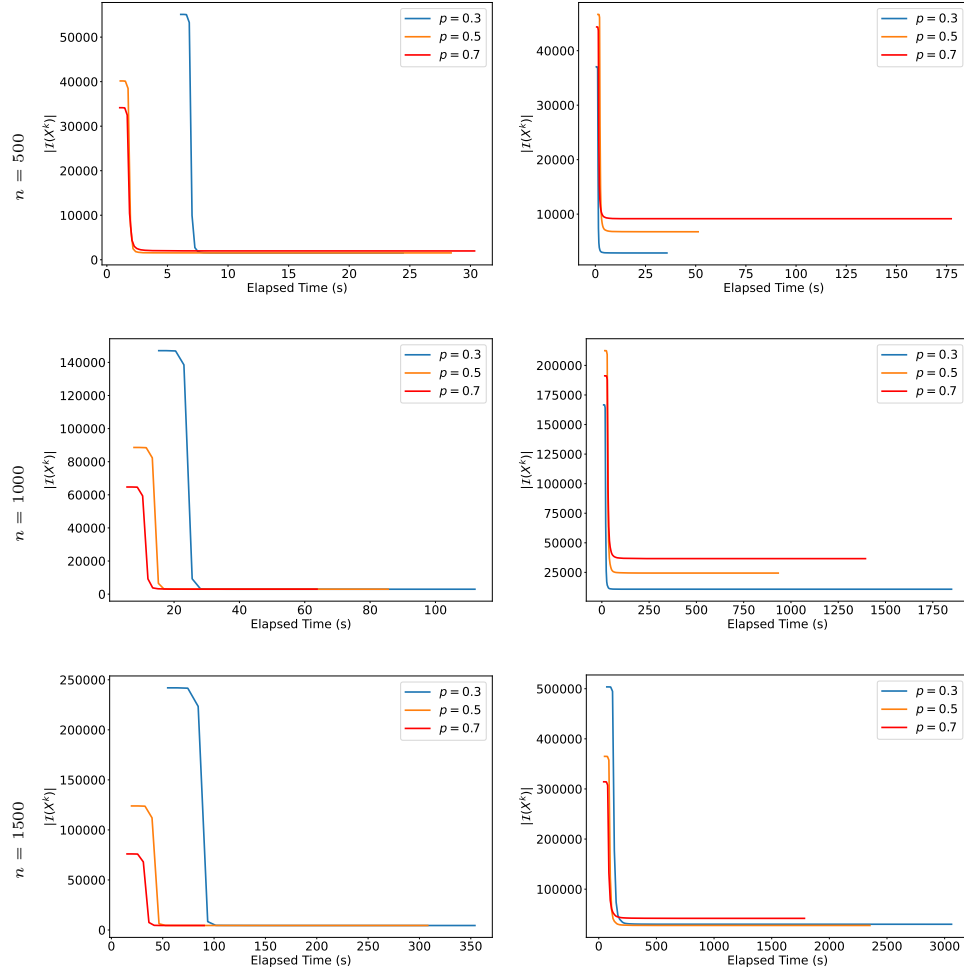 n = 500
|I(X^k)|
50000
40000
30000
20000
10000
0
p = 0.3
p = 0.5
p = 0.7
0 5 10 15 20 25 30
Elapsed Time (s)
|I(X^k)|
40000
30000
20000
10000
p = 0.3
p = 0.5
p = 0.7
0 25 50 75 100 125 150 175
Elapsed Time (s)
n = 1000
|I(X^k)|
140000
120000
100000
80000
60000
40000
20000
0
p = 0.3
p = 0.5
p = 0.7
20 40 60 80 100
Elapsed Time (s)
|I(X^k)|
200000
175000
150000
125000
100000
75000
50000
25000
p = 0.3
p = 0.5
p = 0.7
0 250 500 750 1000 1250 1500 1750
Elapsed Time (s)
n = 1500
|I(X^k)|
250000
200000
150000
100000
50000
0
p = 0.3
p = 0.5
p = 0.7
0 50 100 150 200 250 300 350
Elapsed Time (s)
|I(X^k)|
500000
400000
300000
200000
100000
p = 0.3
p = 0.5
p = 0.7
0 500 1000 1500 2000 2500 3000
Elapsed Time (s)